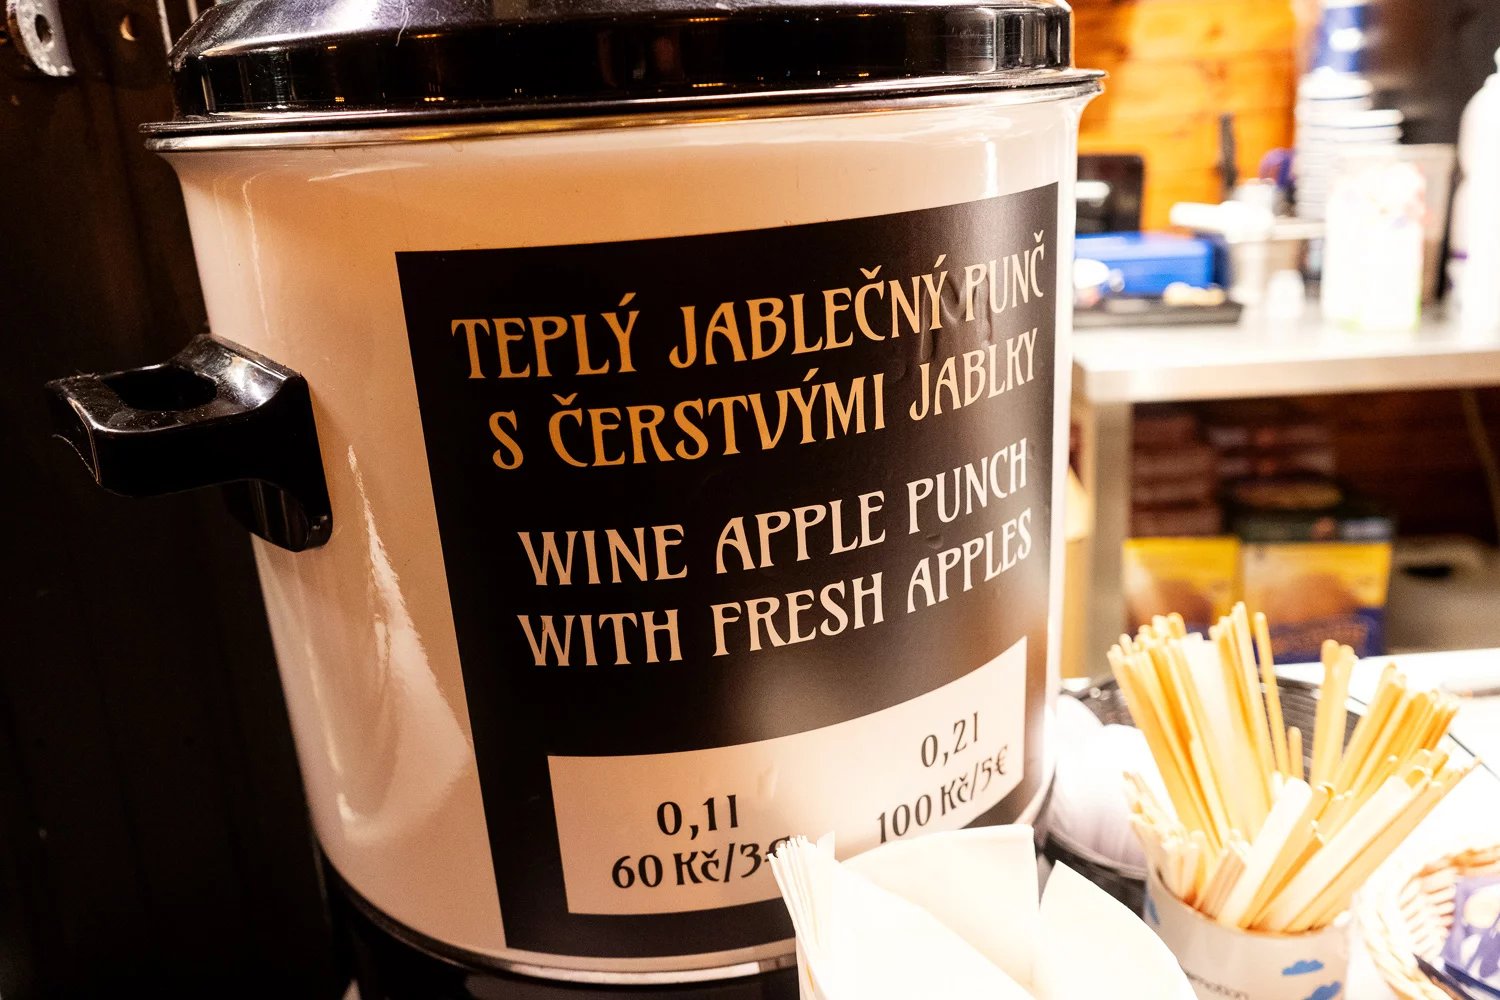 TEPLÝ JABLEČNÝ PUNČ
S ČERSTVÝMI JABLKY
WINE APPLE PUNCH
WITH FRESH APPLES
0,1l
60 Kč/3€
0,2l
100 Kč/5€